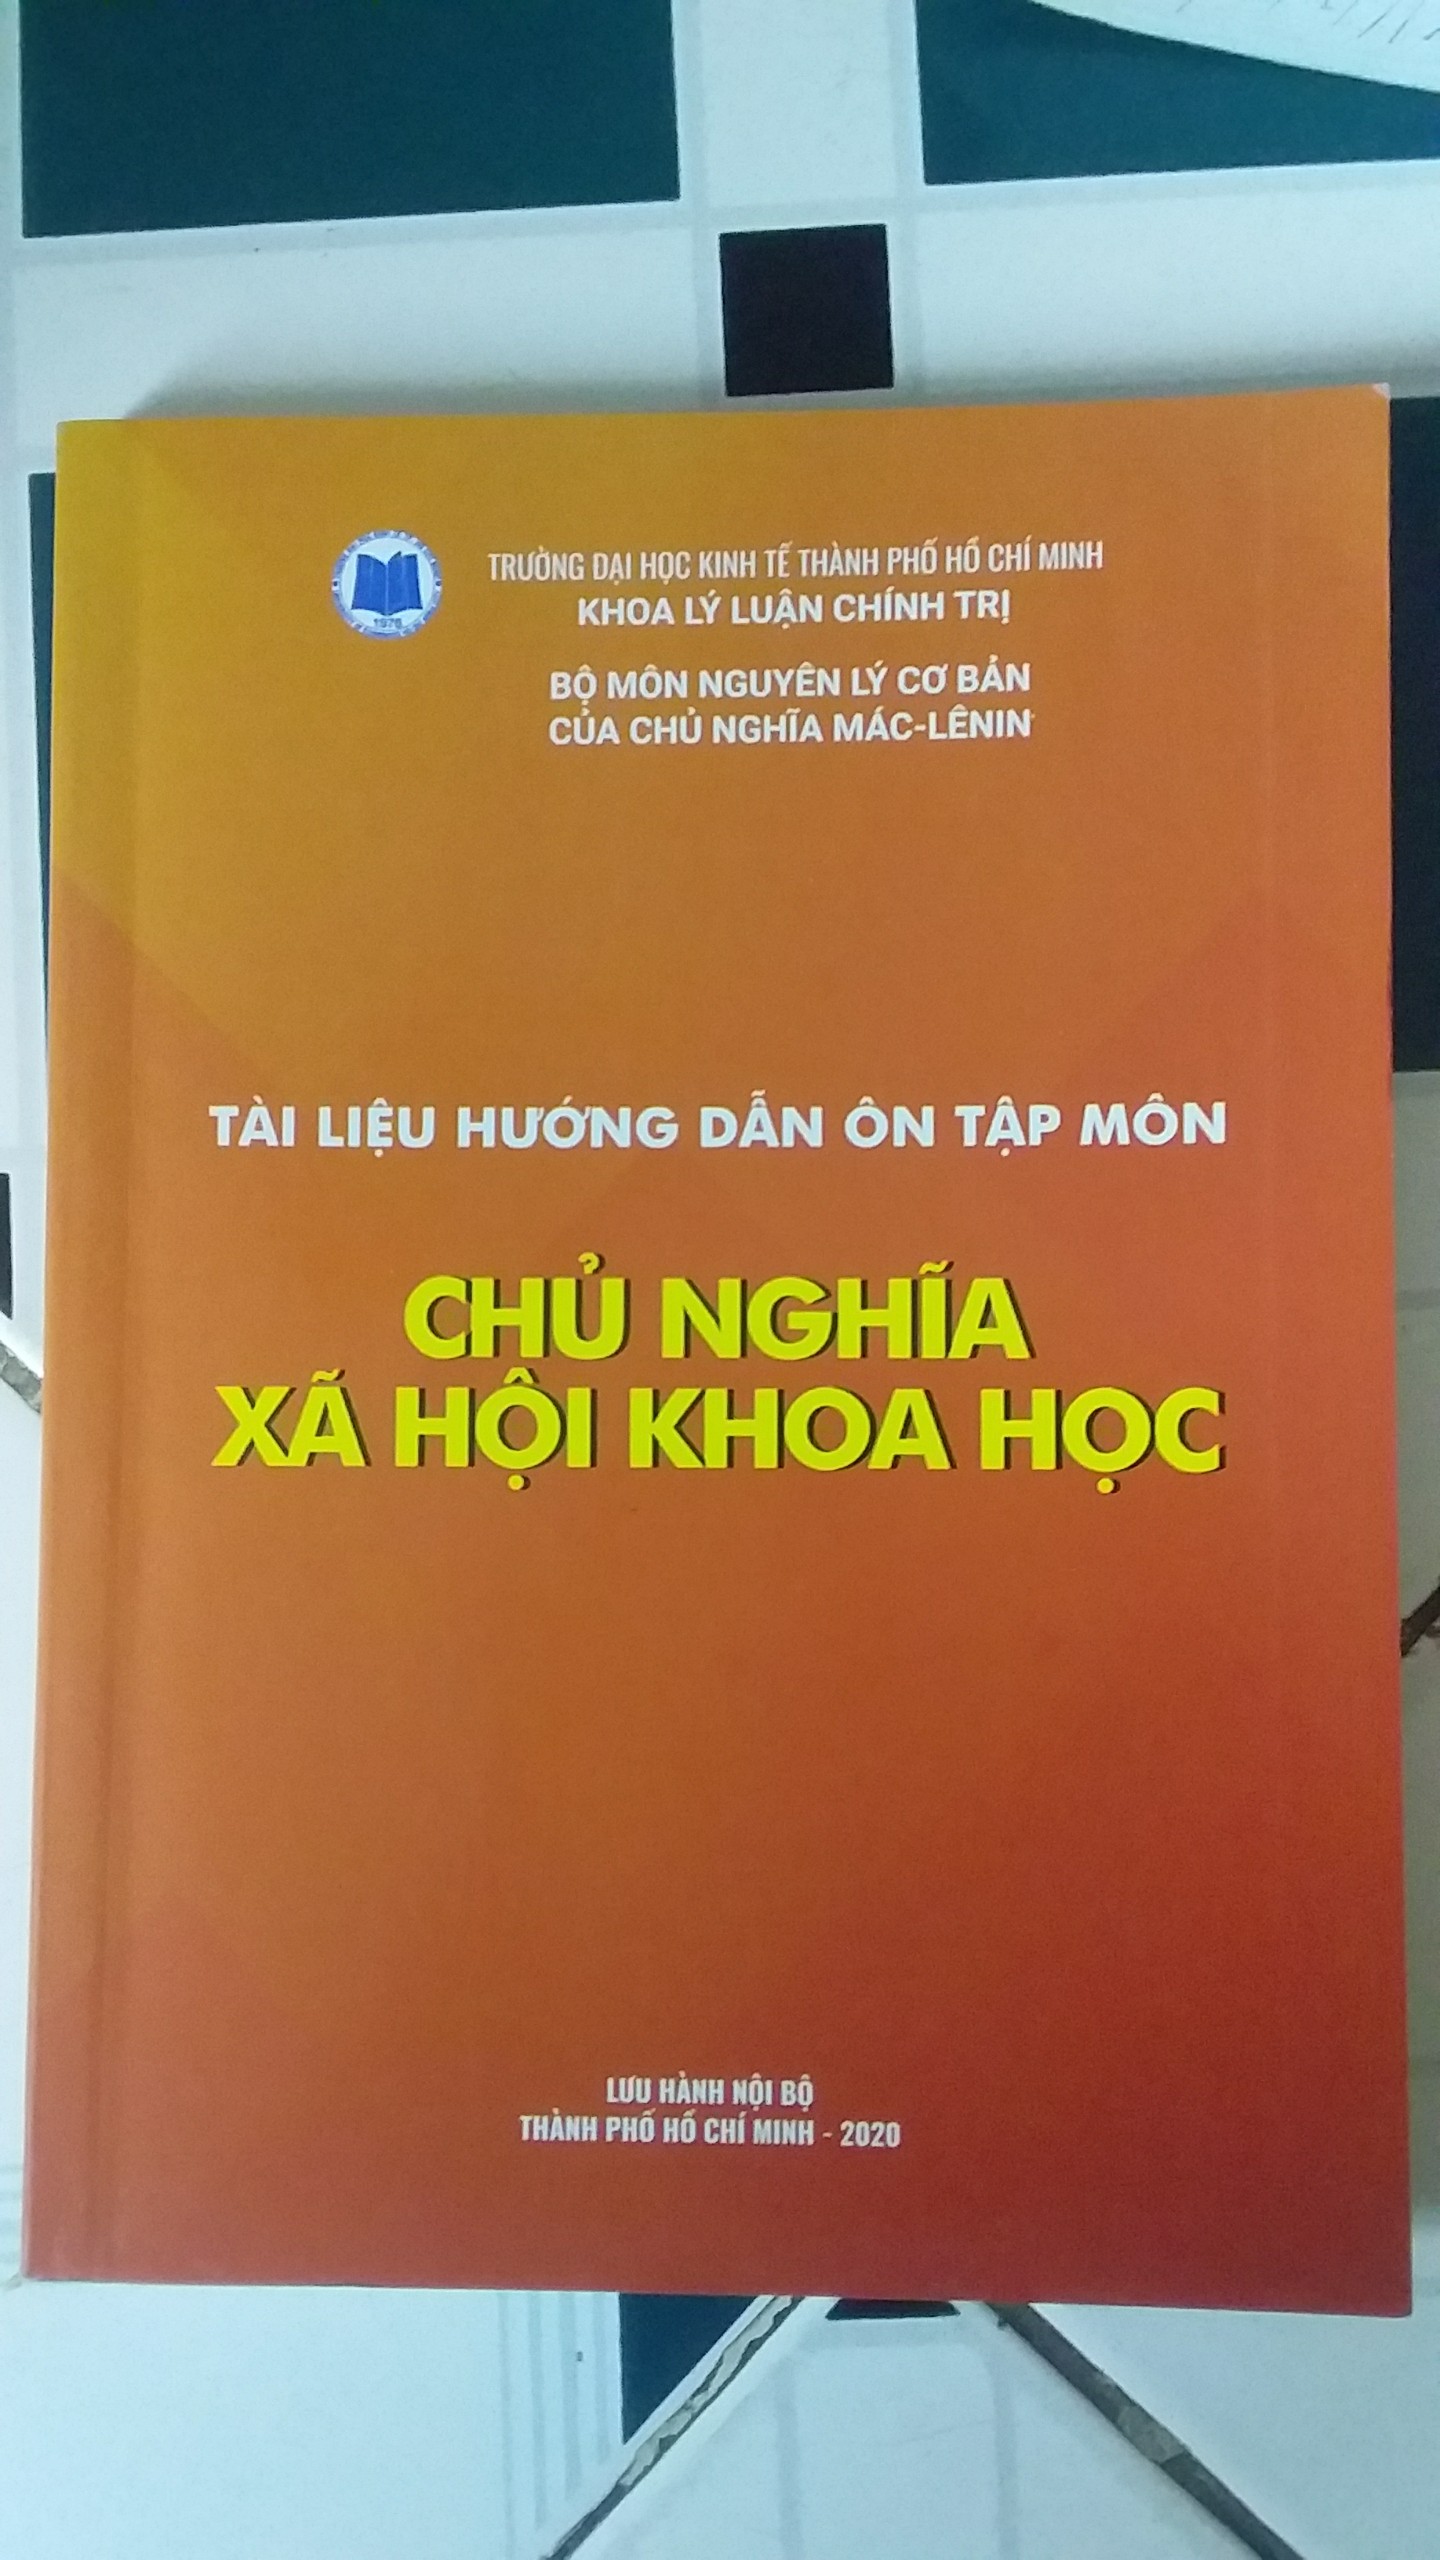 TRƯỜNG ĐẠI HỌC KINH TẾ THÀNH PHỐ HỒ CHÍ MINH
KHOA LÝ LUẬN CHÍNH TRỊ
BỘ MÔN NGUYÊN LÝ CƠ BẢN
CỦA CHỦ NGHĨA MÁC-LÊNIN
1976
TÀI LIỆU HƯỚNG DẪN ÔN TẬP MÔN
CHỦ NGHĨA
XÃ HỘI KHOA HỌC
LƯU HÀNH NỘI BỘ
THÀNH PHỐ HỒ CHÍ MINH - 2020